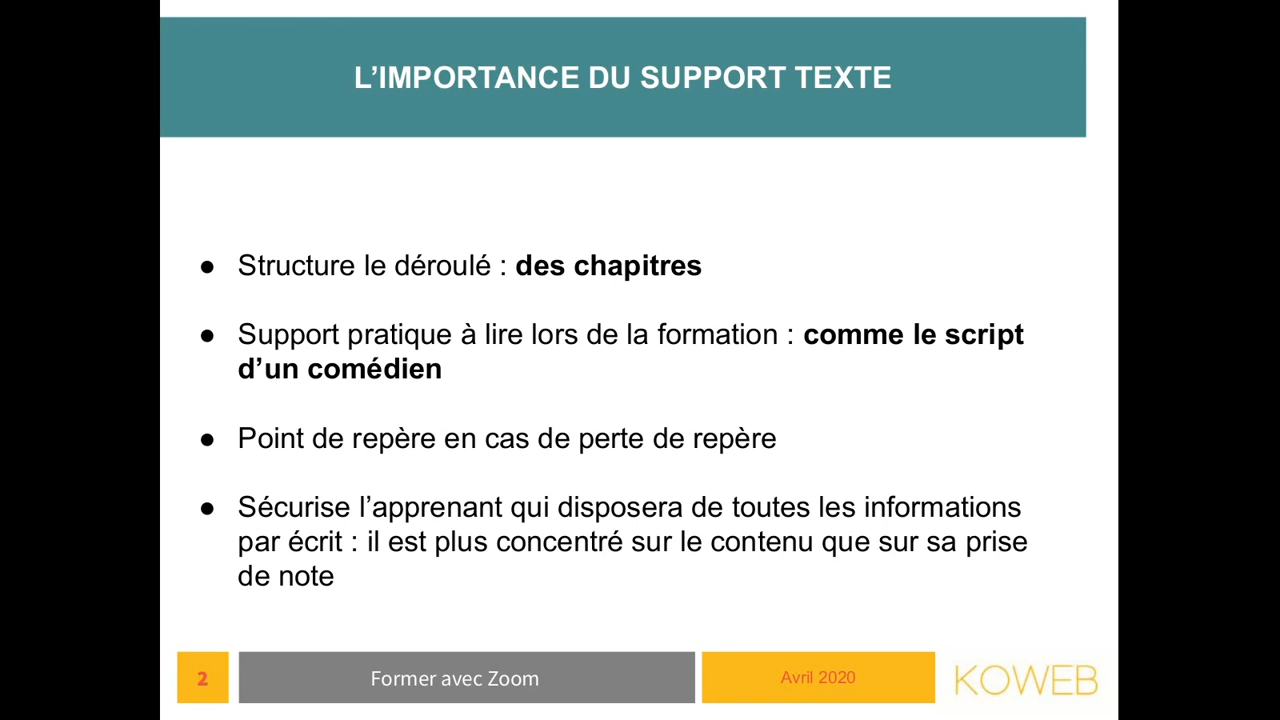 L’IMPORTANCE DU SUPPORT TEXTE
● Structure le déroulé : des chapitres
● Support pratique à lire lors de la formation : comme le script
d’un comédien
● Point de repère en cas de perte de repère
● Sécurise l’apprenant qui disposera de toutes les informations
par écrit : il est plus concentré sur le contenu que sur sa prise
de note
2 Former avec Zoom Avril 2020 KOWEB